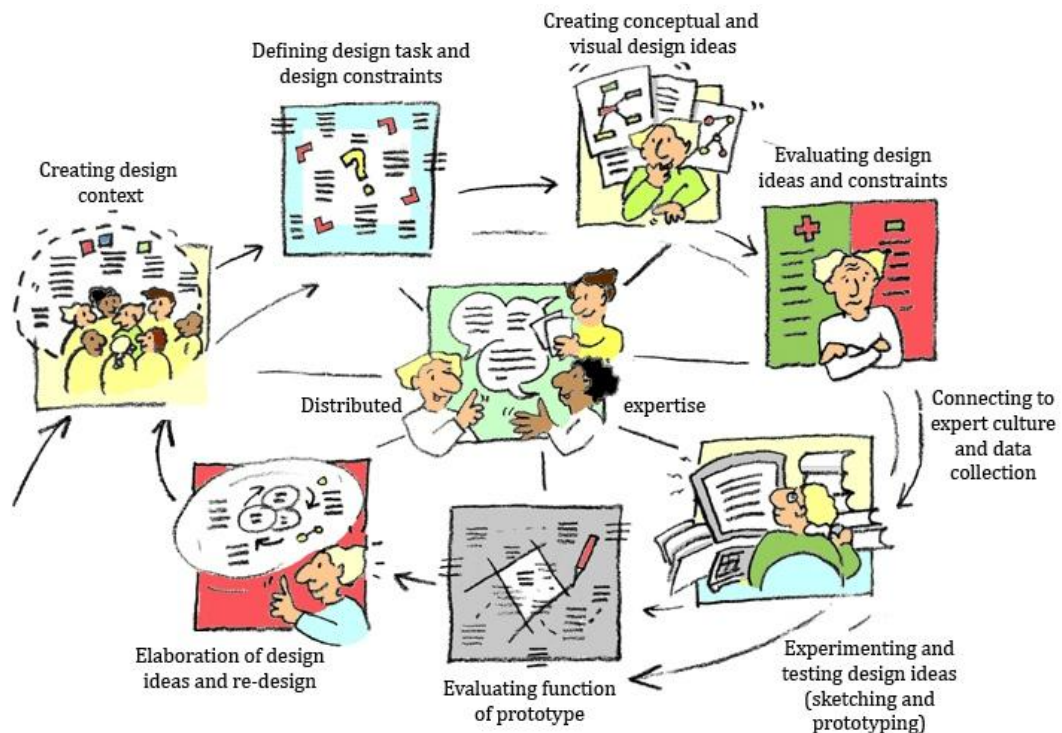 Creating conceptual and
visual design ideas
Defining design task and
design constraints
Creating design
context
Evaluating design
ideas and constraints
Distributed
expertise
Connecting to
expert culture
and data
collection
Elaboration of design
ideas and re-design
Evaluating function
of prototype
Experimenting and
testing design ideas
(sketching and
prototyping)
?